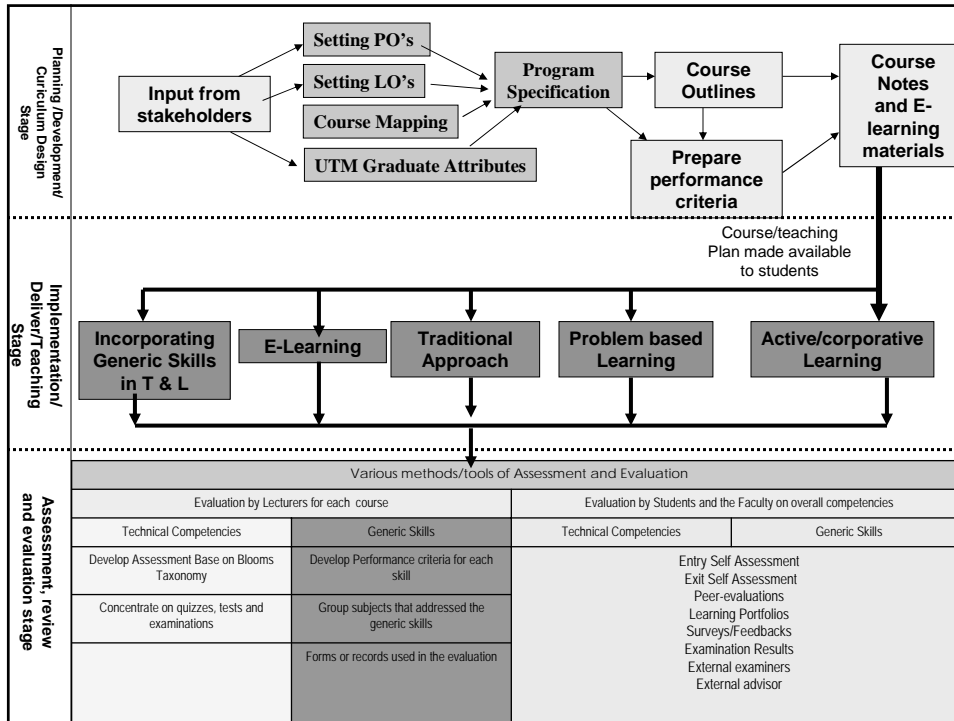 Planning /Development/
Curriculum Design
Stage
Input from
stakeholders
Setting PO's
Setting LO's
Course Mapping
UTM Graduate Attributes
Program
Specification
Course
Outlines
Prepare
performance
criteria
Course
Notes
and E-
learning
materials
Course/teaching
Plan made available
to students
Implementation/
Deliver/Teaching
Stage
Incorporating
Generic Skills
in T & L
E-Learning
Traditional
Approach
Problem based
Learning
Active/corporative
Learning
Assessment, review
and evaluation stage
Various methods/tools of Assessment and Evaluation
Evaluation by Lecturers for each course
Evaluation by Students and the Faculty on overall competencies
Technical Competencies
Generic Skills
Technical Competencies
Generic Skills
Develop Assessment Base on Blooms
Taxonomy
Develop Performance criteria for each
skill
Concentrate on quizzes, tests and
examinations
Group subjects that addressed the
generic skills
Forms or records used in the evaluation
Entry Self Assessment
Exit Self Assessment
Peer-evaluations
Learning Portfolios
Surveys/Feedbacks
Examination Results
External examiners
External advisor